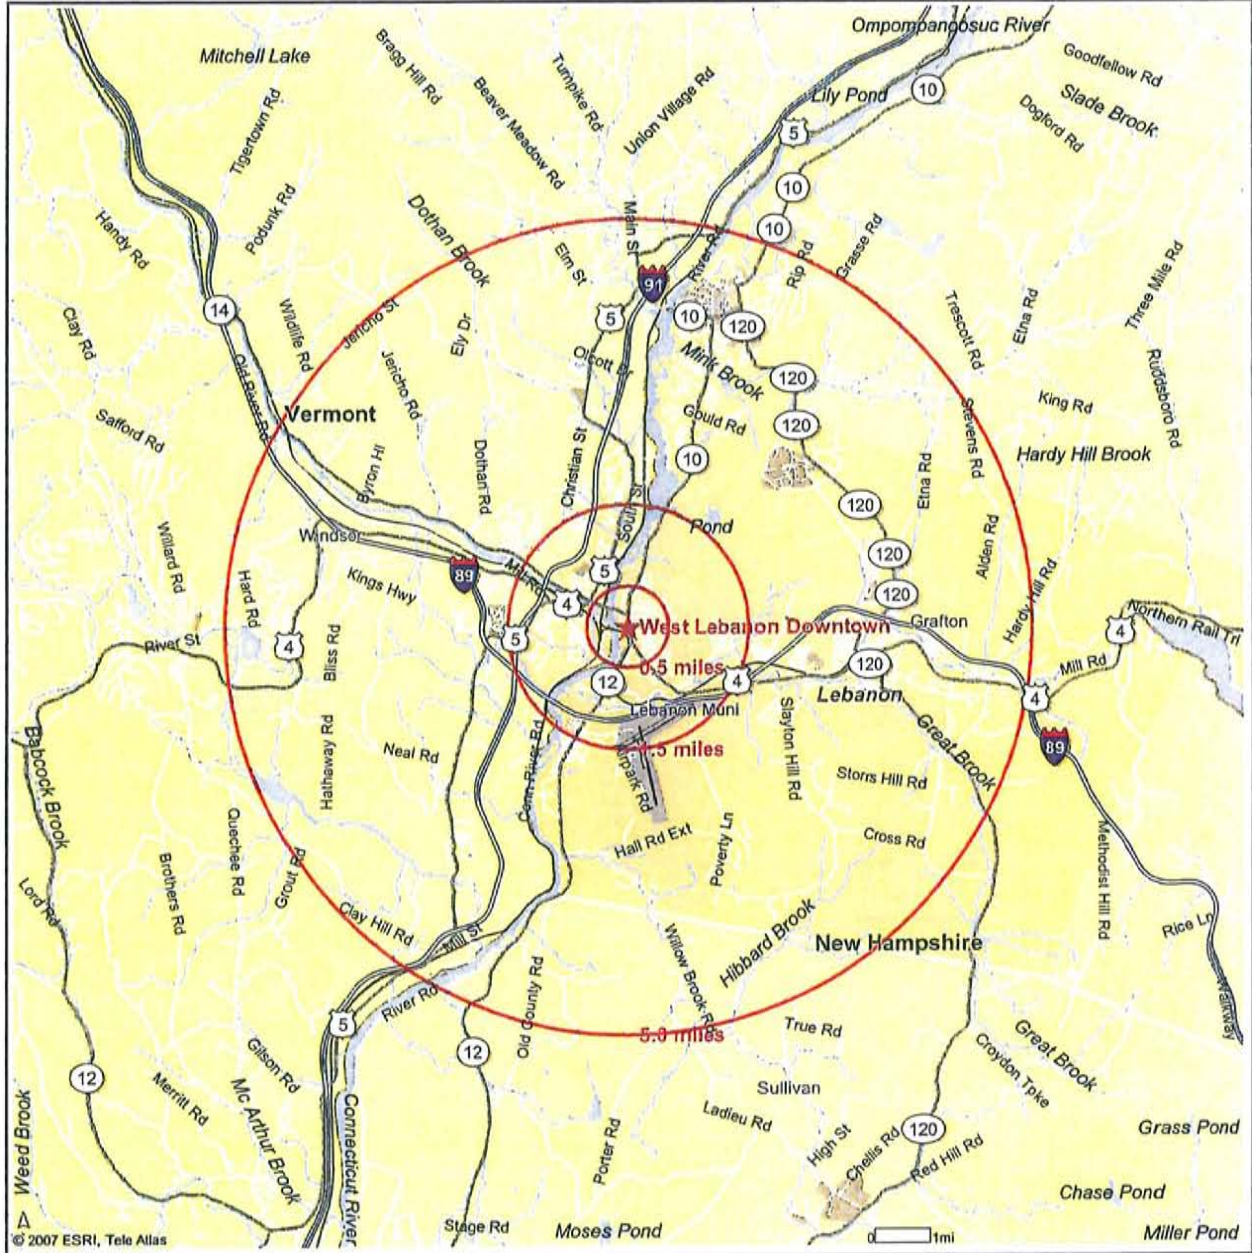 Ompompanoosuc River
Mitchell Lake
Bragg Hill Rd
Turnpike Rd
Goodfellow Rd
Beaver Meadow Rd
Union Village Rd
Lily Pond
10
Slade Brook
Tigertown Rd
Dogford Rd
5
10
Podunk Rd
Dothan Brook
Main St
10
Handy Rd
Elm St
River Rd
Rip Rd
Grasse Rd
91
Three Mile Rd
14
Wildlife Rd
Jericho St
5
10
120
Trescott Rd
Etna Rd
Clay Rd
Ely Dr
Olcott Dr
Mink Brook
Old River Rd
Jericho Rd
120
Ruddsboro Rd
Vermont
King Rd
Safford Rd
Gould Rd
120
Stevens Rd
Christian St
10
Hardy Hill Brook
Byron Hl
Dothan Rd
Etna Rd
South St
120
Pond
Windsor
Willard Rd
Alden Rd
120
89
Mill Rd
5
Kings Hwy
Hard Rd
4
120
Hardy Hill Rd
Northern Rail Trl
West Lebanon Downtown
Grafton
4
River St
4
5
Bliss Rd
0.5 miles
120
Mill Rd
12
4
Lebanon
4
Lebanon Muni
Slayton Hill Rd
Great Brook
89
Babcock Brook
Hathaway Rd
Neal Rd
1.5 miles
Conn River Rd
Airpark Rd
Storrs Hill Rd
Quechee Rd
Hall Rd Ext
Poverty Ln
Cross Rd
Methodist Hill Rd
Brothers Rd
Grout Rd
Lord Rd
Clay Hill Rd
Mill St
Willow Brook Rd
Hibbard Brook
New Hampshire
Rice Ln
River Rd
Old County Rd
Walkway
5
5.0 miles
True Rd
12
Great Brook
Gilson Rd
Croydon Tpke
12
Merritt Rd
Mc Arthur Brook
Sullivan
Weed Brook
Connecticut River
Ladieu Rd
Porter Rd
High St
120
Grass Pond
Chellis Rd
Red Hill Rd
Chase Pond
Stage Rd
Moses Pond
Miller Pond
0 1mi
© 2007 ESRI, Tele Atlas